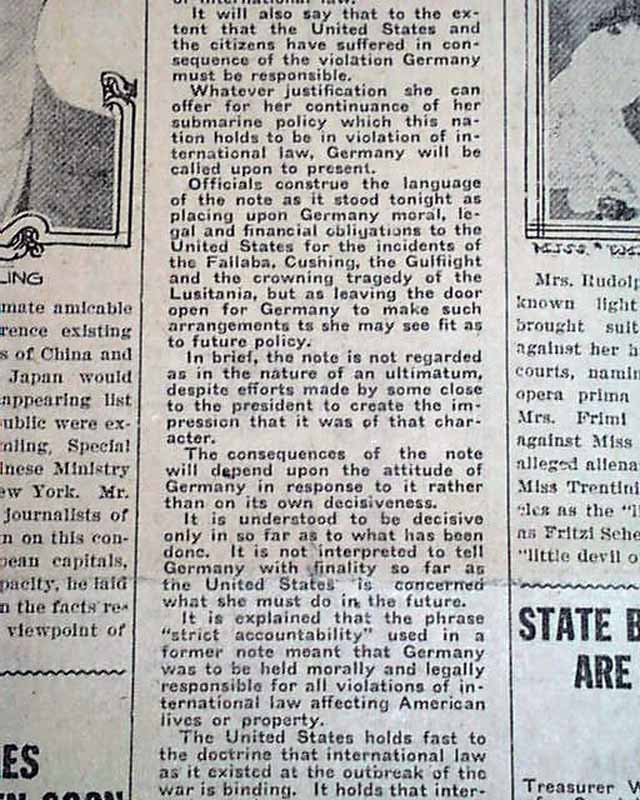 of international law.
It will also say that to the ex-
tent that the United States and
the citizens have suffered in con-
sequence of the violation Germany
must be responsible.
Whatever justification she can
offer for her continuance of her
submarine policy which this na-
tion holds to be in violation of in-
ternational law, Germany will be
called upon to present.
Officials construe the language
of the note as it stood tonight as
placing upon Germany moral, le-
gal and financial obligations to the
United States for the incidents of
the Fallaba, Cushing, the Gulflight
and the crowning tragedy of the
Lusitania, but as leaving the door
open for Germany to make such
arrangements ts she may see fit as
to future policy.
In brief, the note is not regarded
as in the nature of an ultimatum,
despite efforts made by some close
to the president to create the im-
pression that it was of that char-
acter.
The consequences of the note
will depend upon the attitude of
Germany in response to it rather
than on its own decisiveness.
It is understood to be decisive
only in so far as to what has been
done. It is not interpreted to tell
Germany with finality so far as
the United States is concerned
what she must do in the future.
It is explained that the phrase
"strict accountability" used in a
former note meant that Germany
was to be held morally and legally
responsible for all violations of in-
ternational law affecting American
lives or property.
The United States holds fast to
the doctrine that international law
as it existed at the outbreak of the
war is binding. It holds that inter-
LING
mate amicable
rence existing
s of China and
Japan would
appearing list
ublic were ex-
mling, Special
inese Ministry
ew York. Mr.
journalists of
n on this con-
pean capitals,
pacity, he laid
n the facts re-
viewpoint of
ES
EN SOON
Mrs. Rudolp
known light
brought suit
against her h
courts, namin
opera prima
Mrs. Friml
against Miss
alleged aliena
Miss Trentini
cles as the "li
as Fritzi Sche
"little devil o
STATE B
ARE
Treasurer W